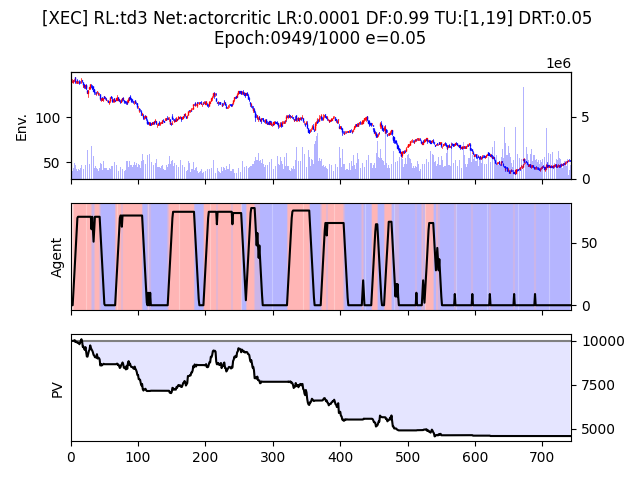 [XEC] RL:td3 Net:actorcritic LR:0.0001 DF:0.99 TU:[1,19] DRT:0.05
Epoch:0949/1000 e=0.05
1e6
Env.
100
50
5
0
Agent
50
0
PV
10000
7500
5000
0 100 200 300 400 500 600 700